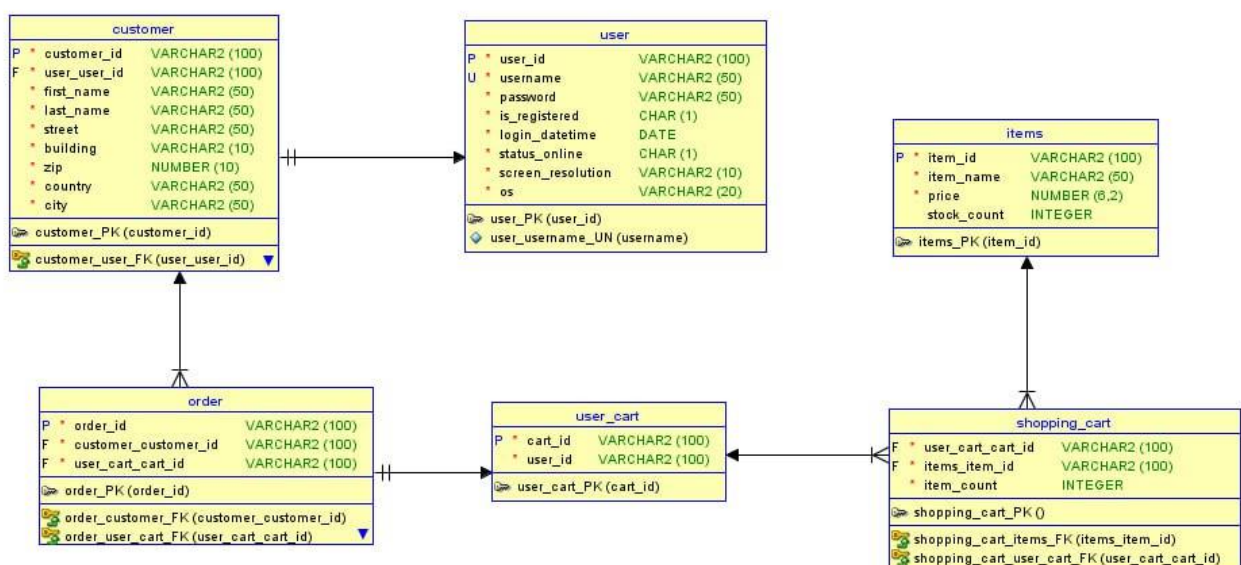 customer
P * customer_id VARCHAR2 (100)
F * user_user_id VARCHAR2 (100)
* first_name VARCHAR2 (50)
* last_name VARCHAR2 (50)
* street VARCHAR2 (50)
* building VARCHAR2 (10)
* zip NUMBER (10)
* country VARCHAR2 (50)
* city VARCHAR2 (50)
customer_PK (customer_id)
customer_user_FK (user_user_id)
user
P * user_id VARCHAR2 (100)
U * username VARCHAR2 (50)
* password VARCHAR2 (50)
* is_registered CHAR (1)
* login_datetime DATE
* status_online CHAR (1)
* screen_resolution VARCHAR2 (10)
* os VARCHAR2 (20)
user_PK (user_id)
user_username_UN (username)
items
P * item_id VARCHAR2 (100)
* item_name VARCHAR2 (50)
* price NUMBER (6,2)
stock_count INTEGER
items_PK (item_id)
order
P * order_id VARCHAR2 (100)
F * customer_customer_id VARCHAR2 (100)
F * user_cart_cart_id VARCHAR2 (100)
order_PK (order_id)
order_customer_FK (customer_customer_id)
order_user_cart_FK (user_cart_cart_id)
user_cart
P * cart_id VARCHAR2 (100)
* user_id VARCHAR2 (100)
user_cart_PK (cart_id)
shopping_cart
F * user_cart_cart_id VARCHAR2 (100)
F * items_item_id VARCHAR2 (100)
* item_count INTEGER
shopping_cart_PK ()
shopping_cart_items_FK (items_item_id)
shopping_cart_user_cart_FK (user_cart_cart_id)